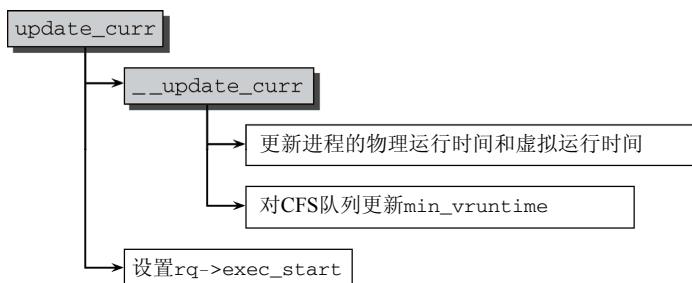 update_curr
__update_curr
更新进程的物理运行时间和虚拟运行时间
对CFS队列更新min_vruntime
设置rq->exec_start